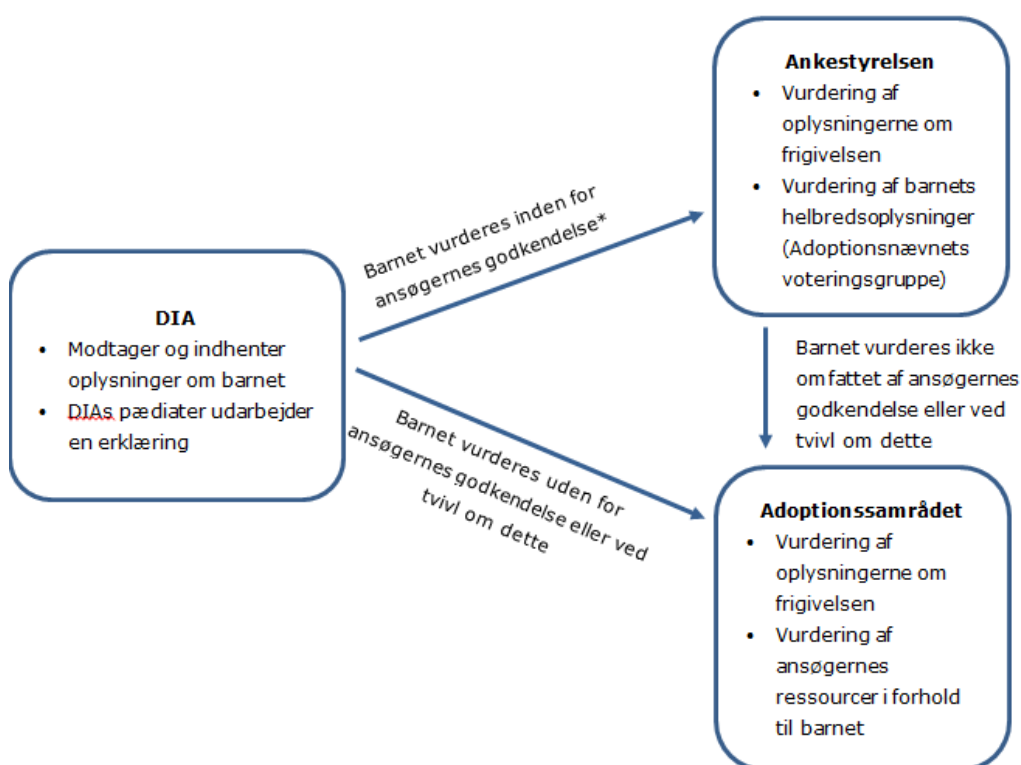 DIA
• Modtager og indhenter
oplysninger om barnet
• DIAs pædiater udarbejder
en erklæring
Barnet vurderes inden for
ansøgernes godkendelse*
Barnet vurderes uden for
ansøgernes godkendelse eller ved
tvivl om dette
Ankestyrelsen
• Vurdering af
oplysningerne om
frigivelsen
• Vurdering af barnets
helbredsoplysninger
(Adoptionsnævnets
voteringsgruppe)
Barnet vurderes ikke
omfattet af ansøgernes
godkendelse eller ved
tvivl om dette
Adoptionssamrådet
• Vurdering af
oplysningerne om
frigivelsen
• Vurdering af
ansøgernes
ressourcer i forhold
til barnet